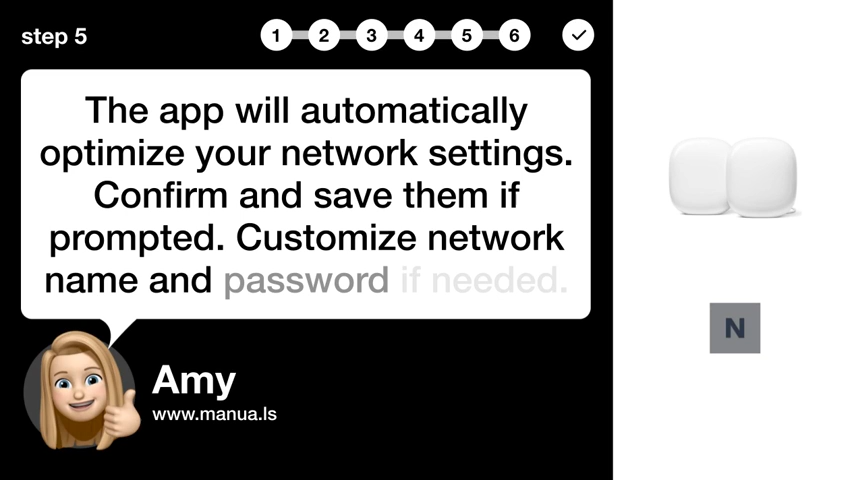 step 5
1 2 3 4 5 6
The app will automatically
optimize your network settings.
Confirm and save them if
prompted. Customize network
name and password if needed.
Amy
www.manua.ls
N